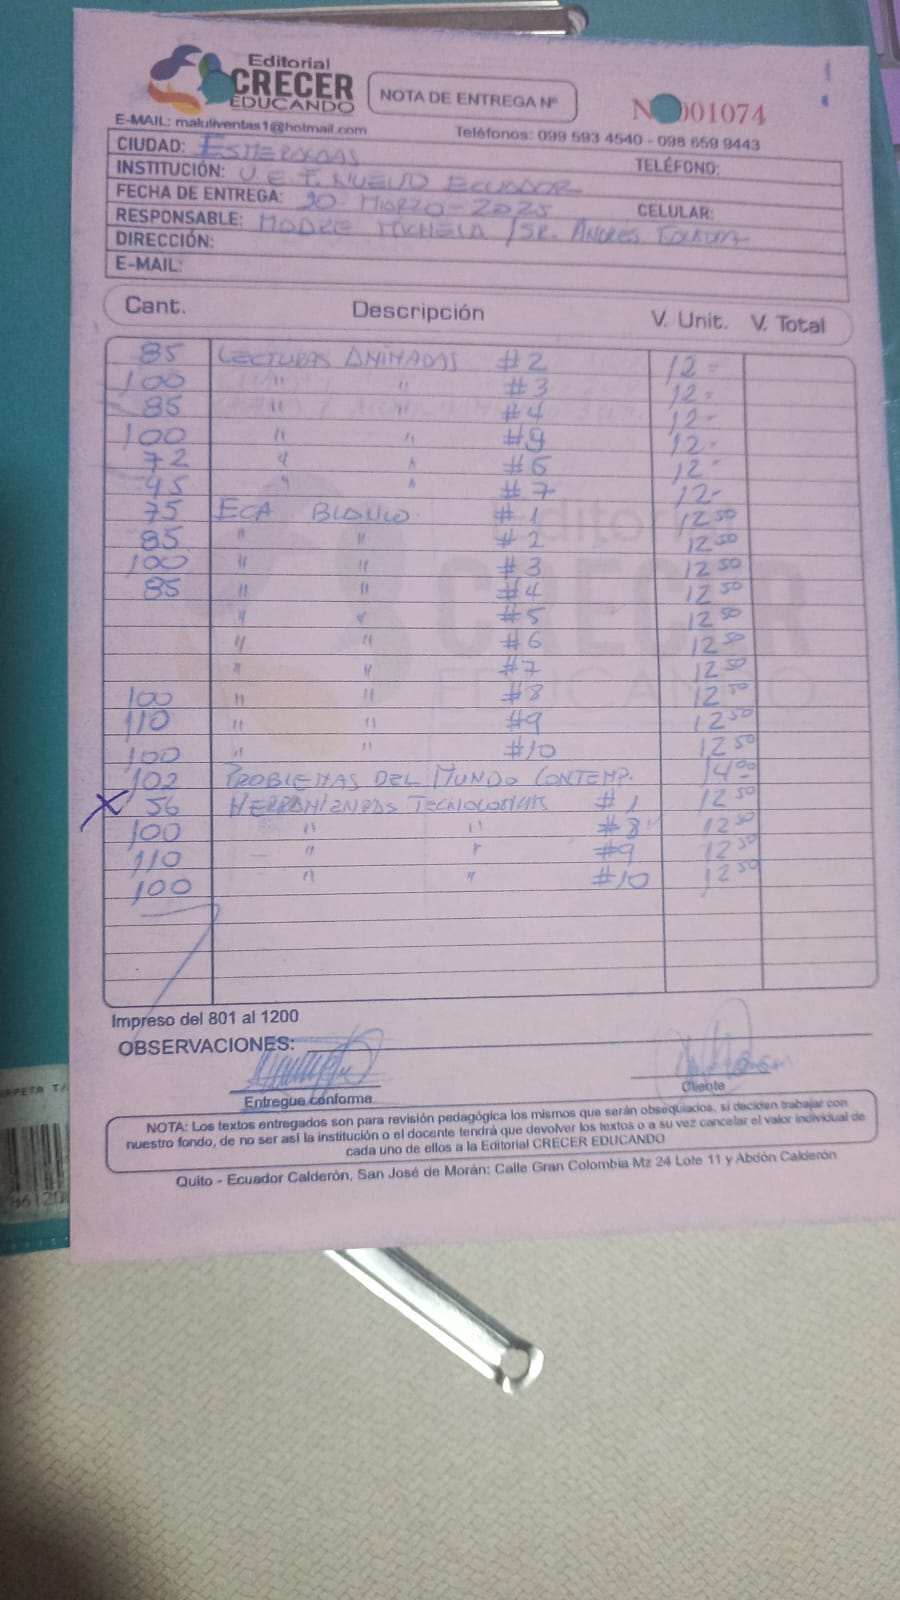 Editorial
CRECER
EDUCANDO
NOTA DE ENTREGA Nº
001074
E-MAIL: maluliventas1@hotmail.com
Teléfonos: 099 593 4540 - 098 659 9443
CIUDAD: ESMERALDAS
TELÉFONO:
INSTITUCIÓN: U.E.F. NUEVO ECUADOR
FECHA DE ENTREGA: 20 MARZO-2025
CELULAR:
RESPONSABLE: MADRE MICHELA / SR. ANDRES
DIRECCIÓN:
E-MAIL:
Cant. Descripción V. Unit. V. Total
85 LECTURAS ANIMADAS #2 12-
100 " " #3 12-
85 " " #4 12-
100 " " 12-
72 " " #6 12-
45 " " #7 12-
75 ECA BLANCO #1 12 50
85 " " #2 12 50
100 " " #3 12 50
85 " " #4 12 50
" " #5 12 50
" " #6 12 50
" " #7 12 50
100 " " #8 12 50
110 " " #9 12 50
100 " " #10 12 50
102 PROBLEMAS DEL MUNDO CONTEMP. 14 00
X 56 HERRAMIENTAS TECNOLOGICAS #1 12 50
100 " " #8 12 50
110 " " #9 12 50
100 " " #10 12 50
Impreso del 801 al 1200
OBSERVACIONES:
Entregue conforme
Cliente
NOTA: Los textos entregados son para revisión pedagógica los mismos que serán obsequiados, si deciden trabajar con
nuestro fondo, de no ser así la institución o el docente tendrá que devolver los textos o a su vez cancelar el valor individual de
cada uno de ellos a la Editorial CRECER EDUCANDO
Quito - Ecuador Calderón, San José de Morán: Calle Gran Colombia Mz 24 Lote 11 y Abdón Calderón